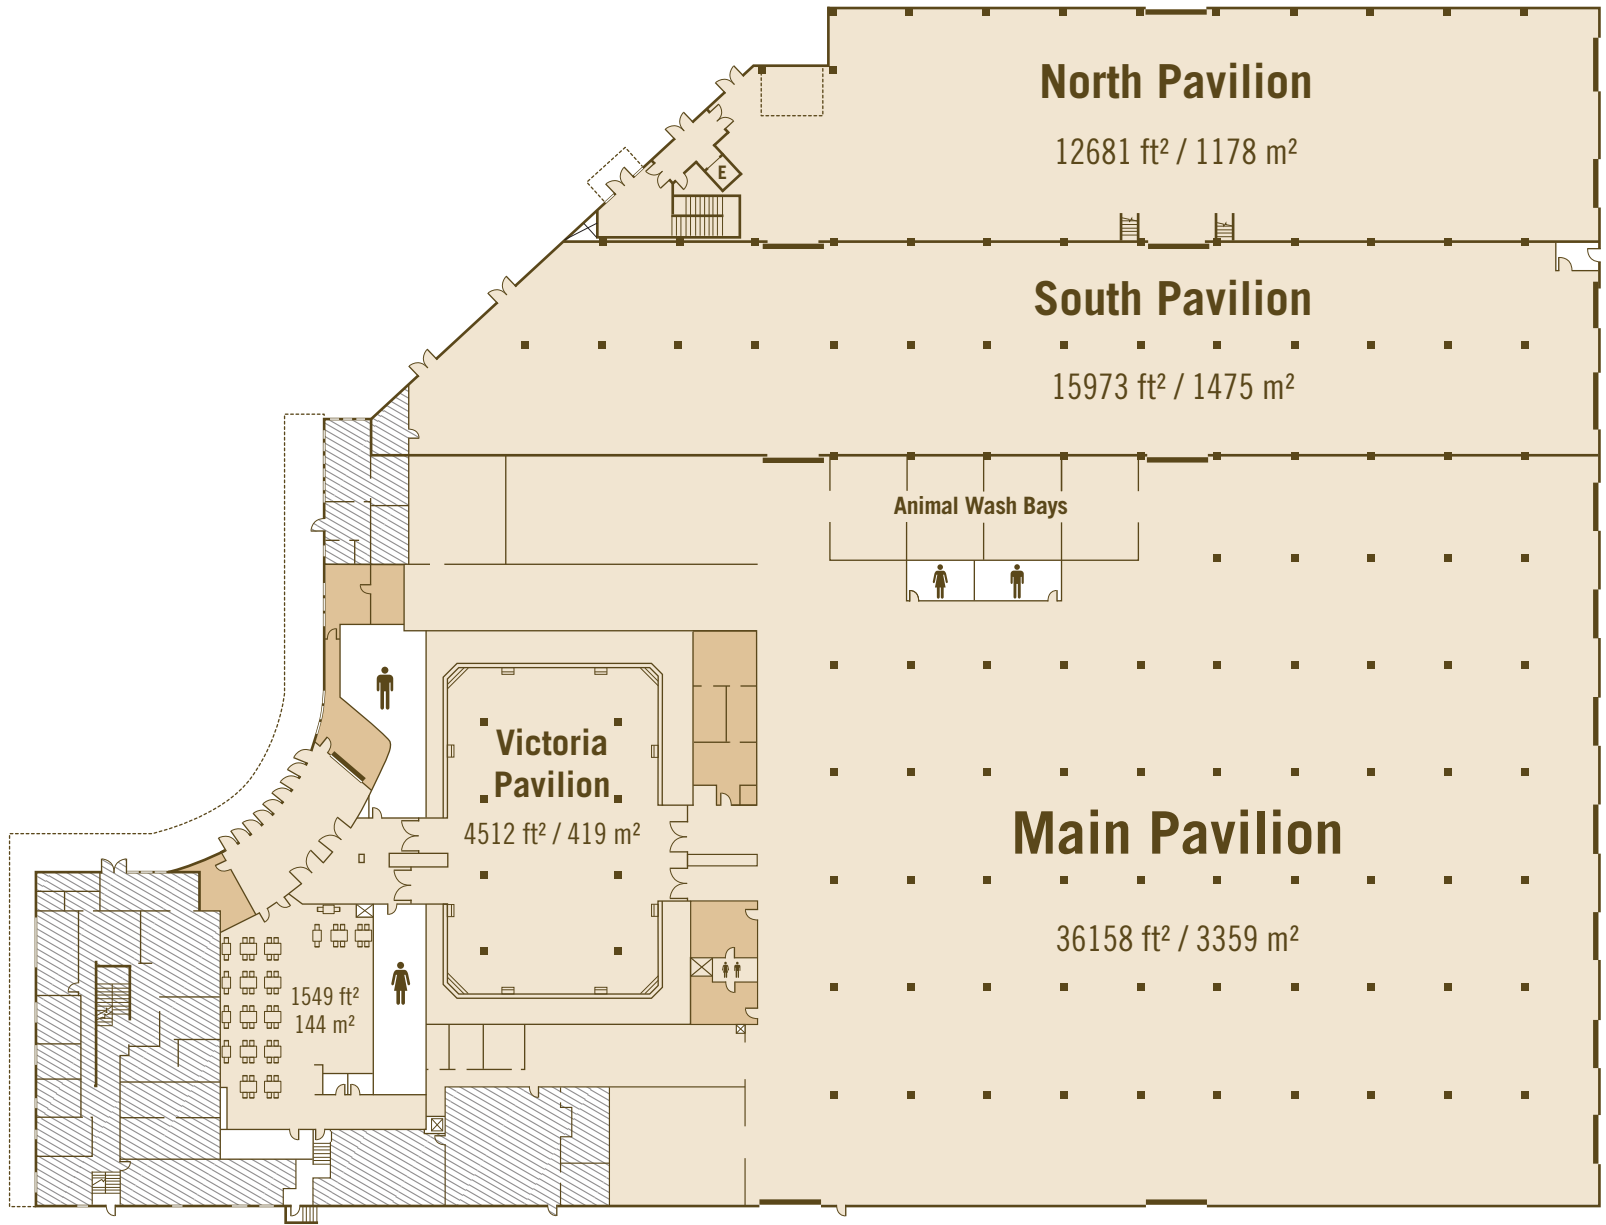 North Pavilion
12681 ft² / 1178 m²
E
South Pavilion
15973 ft² / 1475 m²
Animal Wash Bays
Victoria
Pavilion
4512 ft² / 419 m²
Main Pavilion
36158 ft² / 3359 m²
1549 ft²
144 m²